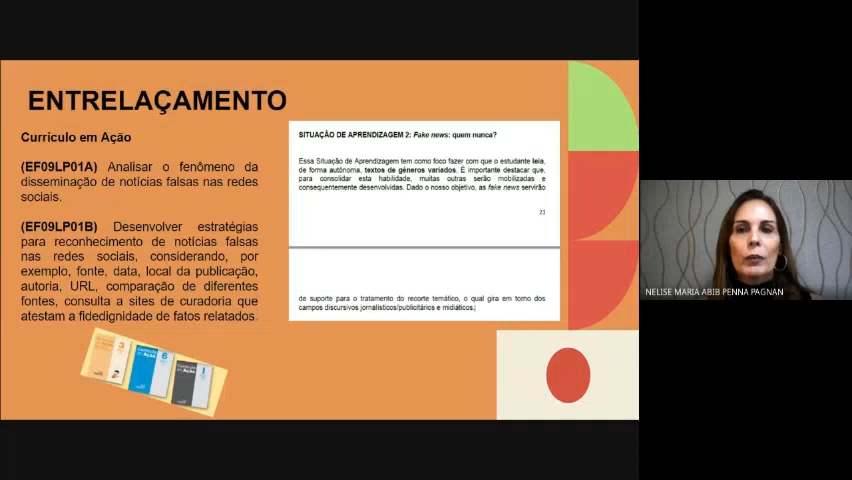 ENTRELAÇAMENTO
Currículo em Ação
(EF09LP01A) Analisar o fenômeno da
disseminação de notícias falsas nas redes
sociais.
(EF09LP01B) Desenvolver estratégias
para reconhecimento de notícias falsas
nas redes sociais, considerando, por
exemplo, fonte, data, local da publicação,
autoria, URL, comparação de diferentes
fontes, consulta a sites de curadoria que
atestam a fidedignidade de fatos relatados.
SITUAÇÃO DE APRENDIZAGEM 2: Fake news: quem nunca?
Essa Situação de Aprendizagem tem como foco fazer com que o estudante leia,
de forma autônoma, textos de gêneros variados. É importante destacar que,
para consolidar esta habilidade, muitas outras serão mobilizadas e
consequentemente desenvolvidas. Dado o nosso objetivo, as fake news servirão
21
de suporte para o tratamento do recorte temático, o qual gira em torno dos
campos discursivos jornalísticos/publicitários e midiáticos.
3
6
1
NELISE MARIA ABIB PENNA PAGNAN